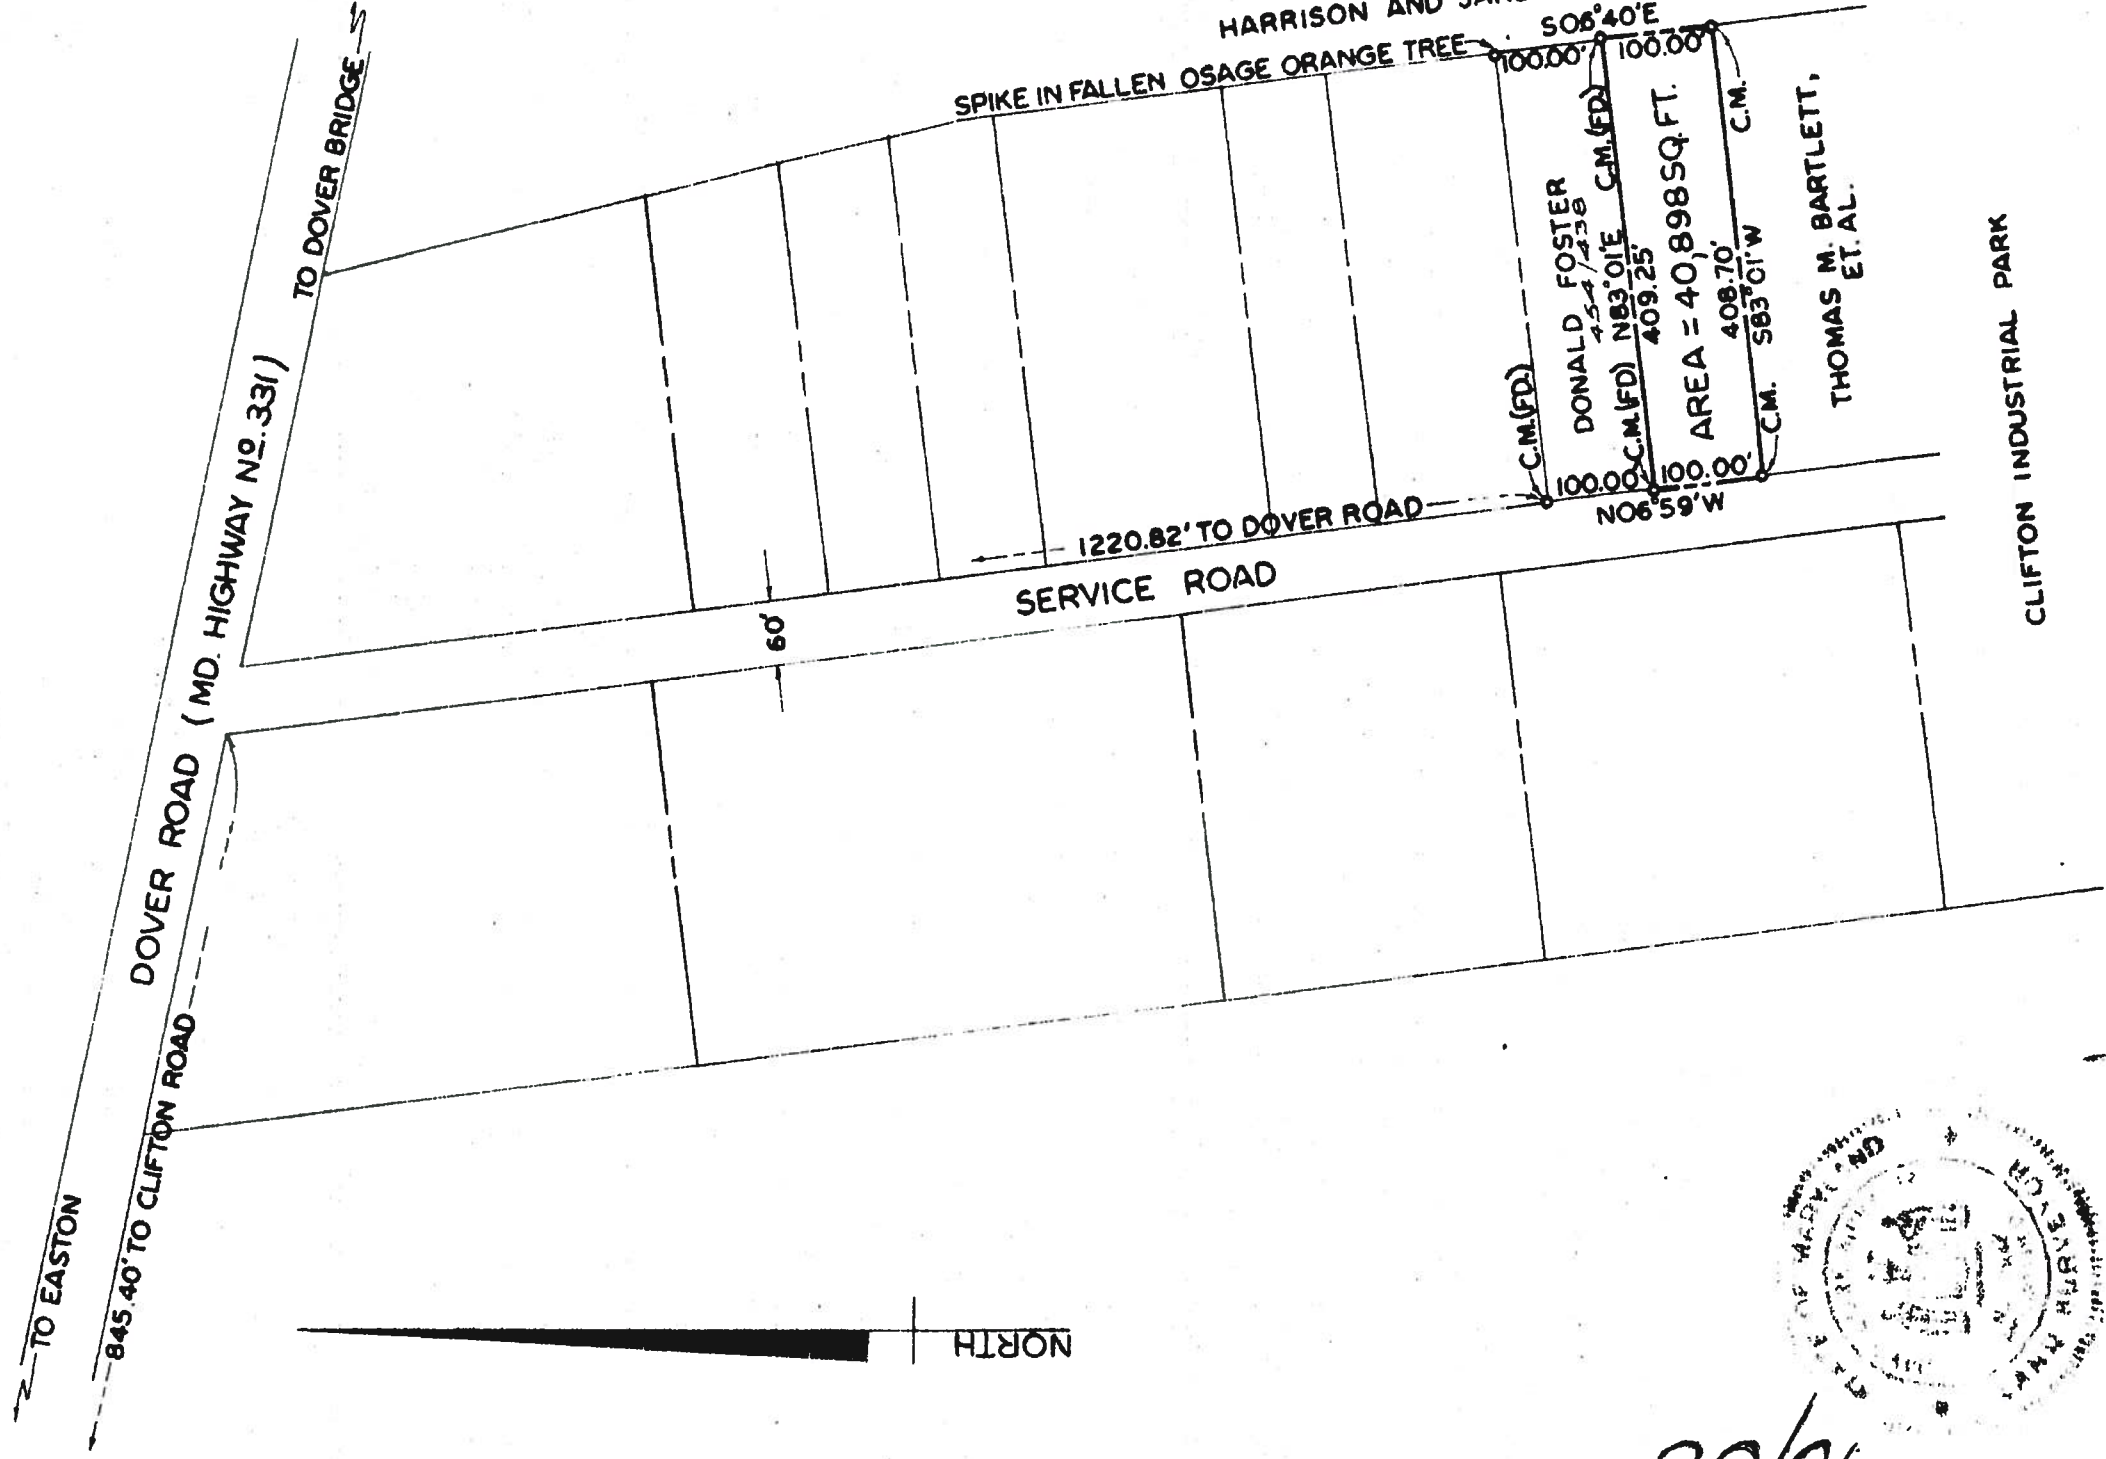 HARRISON AND
S06°40'E
100.00'
100.00'
SPIKE IN FALLEN OSAGE ORANGE TREE
TO DOVER BRIDGE
DOVER ROAD (MD. HIGHWAY No. 331)
TO EASTON
845.40' TO CLIFTON ROAD
C.M.(FD.)
DONALD FOSTER
454/438
C.M.(FD.)
C.M.(FD)
N83°01'E
409.25'
AREA = 40,898 SQ.FT.
408.70'
S83°01'W
C.M.
C.M.
THOMAS M. BARTLETT,
ET. AL.
CLIFTON INDUSTRIAL PARK
100.00'
100.00'
N06°59'W
1220.82' TO DOVER ROAD
SERVICE ROAD
60'
NORTH